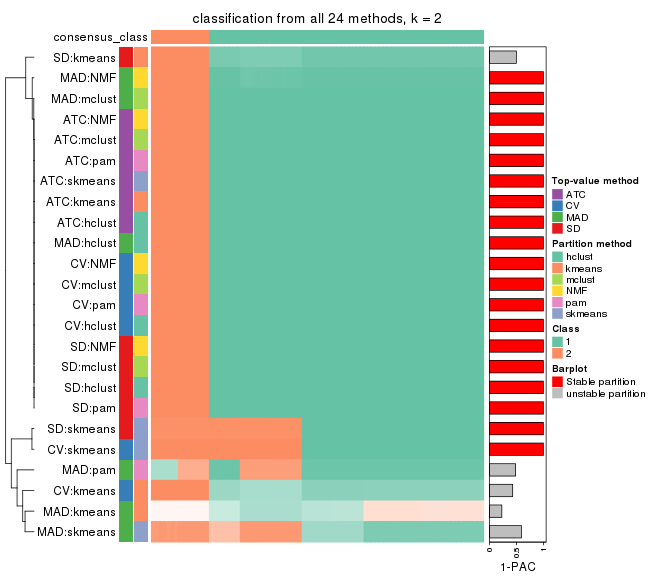 classification from all 24 methods, k = 2
consensus_class
SD:kmeans
MAD:NMF
MAD:mclust
ATC:NMF
ATC:mclust
ATC:pam
ATC:skmeans
ATC:kmeans
ATC:hclust
MAD:hclust
CV:NMF
CV:mclust
CV:pam
CV:hclust
SD:NMF
SD:mclust
SD:hclust
SD:pam
SD:skmeans
CV:skmeans
MAD:pam
CV:kmeans
MAD:kmeans
MAD:skmeans
0
0.5
1
1-PAC
Top-value method
ATC
CV
MAD
SD
Partition method
hclust
kmeans
mclust
NMF
pam
skmeans
Class
1
2
Barplot
Stable partition
unstable partition